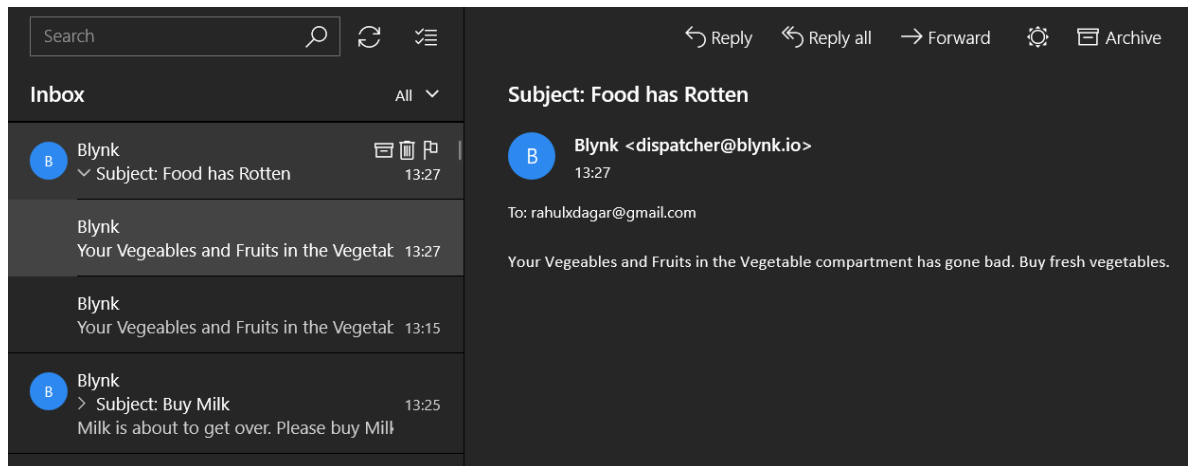 Search
Inbox
All
B
Blynk
Subject: Food has Rotten
13:27
Blynk
Your Vegeables and Fruits in the Vegetab 13:27
Blynk
Your Vegeables and Fruits in the Vegetab 13:15
B
Blynk
Subject: Buy Milk
13:25
Milk is about to get over. Please buy Milk
Reply Reply all Forward Archive
Subject: Food has Rotten
B
Blynk <dispatcher@blynk.io>
13:27
To: rahulxdagar@gmail.com
Your Vegeables and Fruits in the Vegetable compartment has gone bad. Buy fresh vegetables.